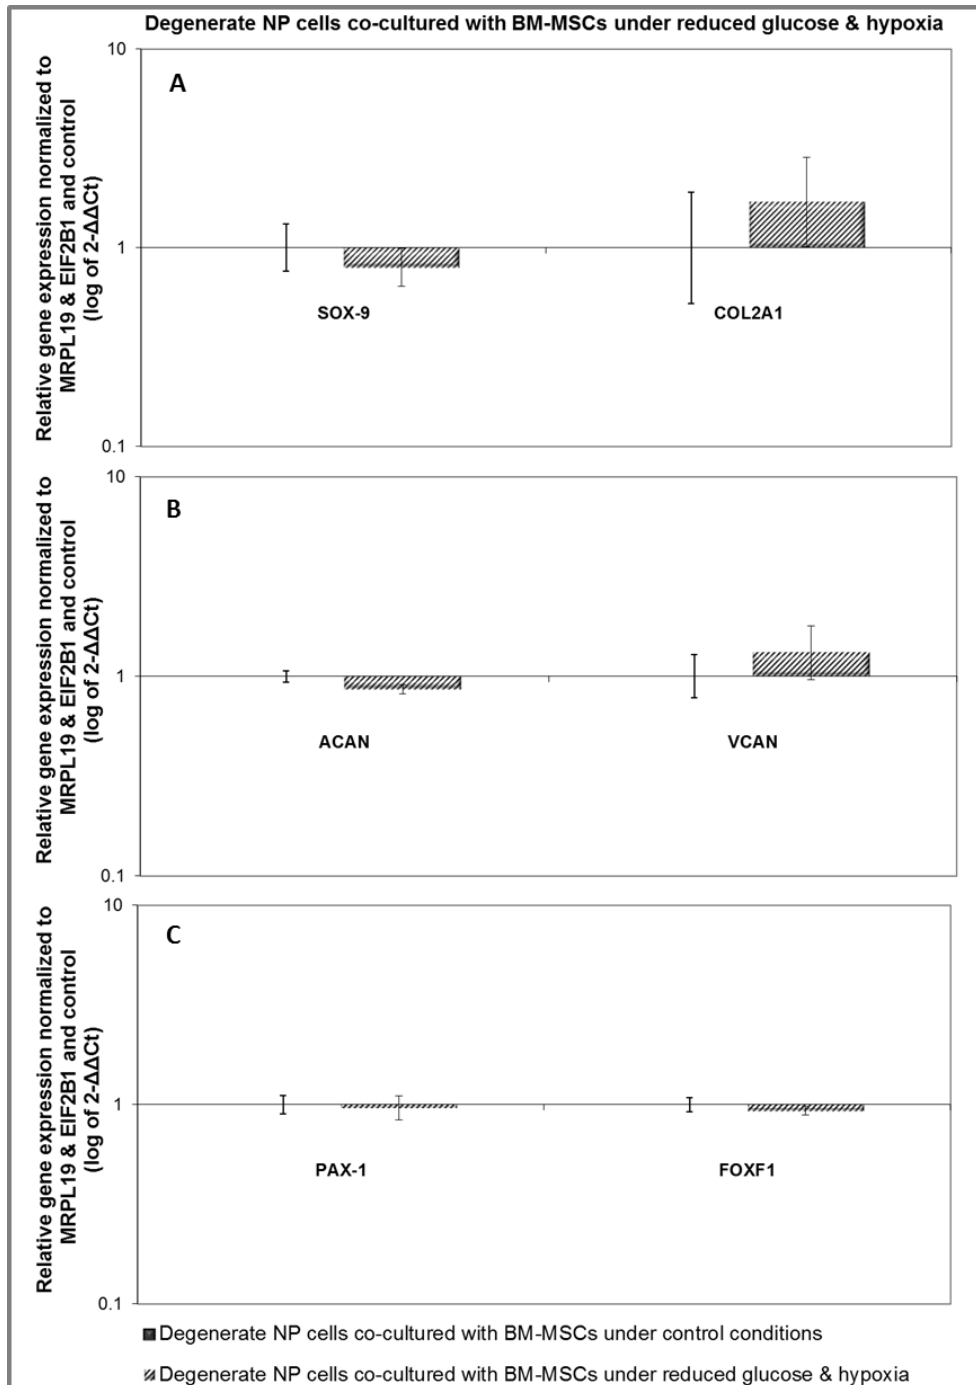 Degenerate NP cells co-cultured with BM-MSCs under reduced glucose & hypoxia
Relative gene expression normalized to
MRPL19 & EIF2B1 and control
(log of 2-ΔΔCt)
10
1
0.1
A
SOX-9
COL2A1
Relative gene expression normalized to
MRPL19 & EIF2B1 and control
(log of 2-ΔΔCt)
10
1
0.1
B
ACAN
VCAN
Relative gene expression normalized to
MRPL19 & EIF2B1 and control
(log of 2-ΔΔCt)
10
1
0.1
C
PAX-1
FOXF1
Degenerate NP cells co-cultured with BM-MSCs under control conditions
Degenerate NP cells co-cultured with BM-MSCs under reduced glucose & hypoxia